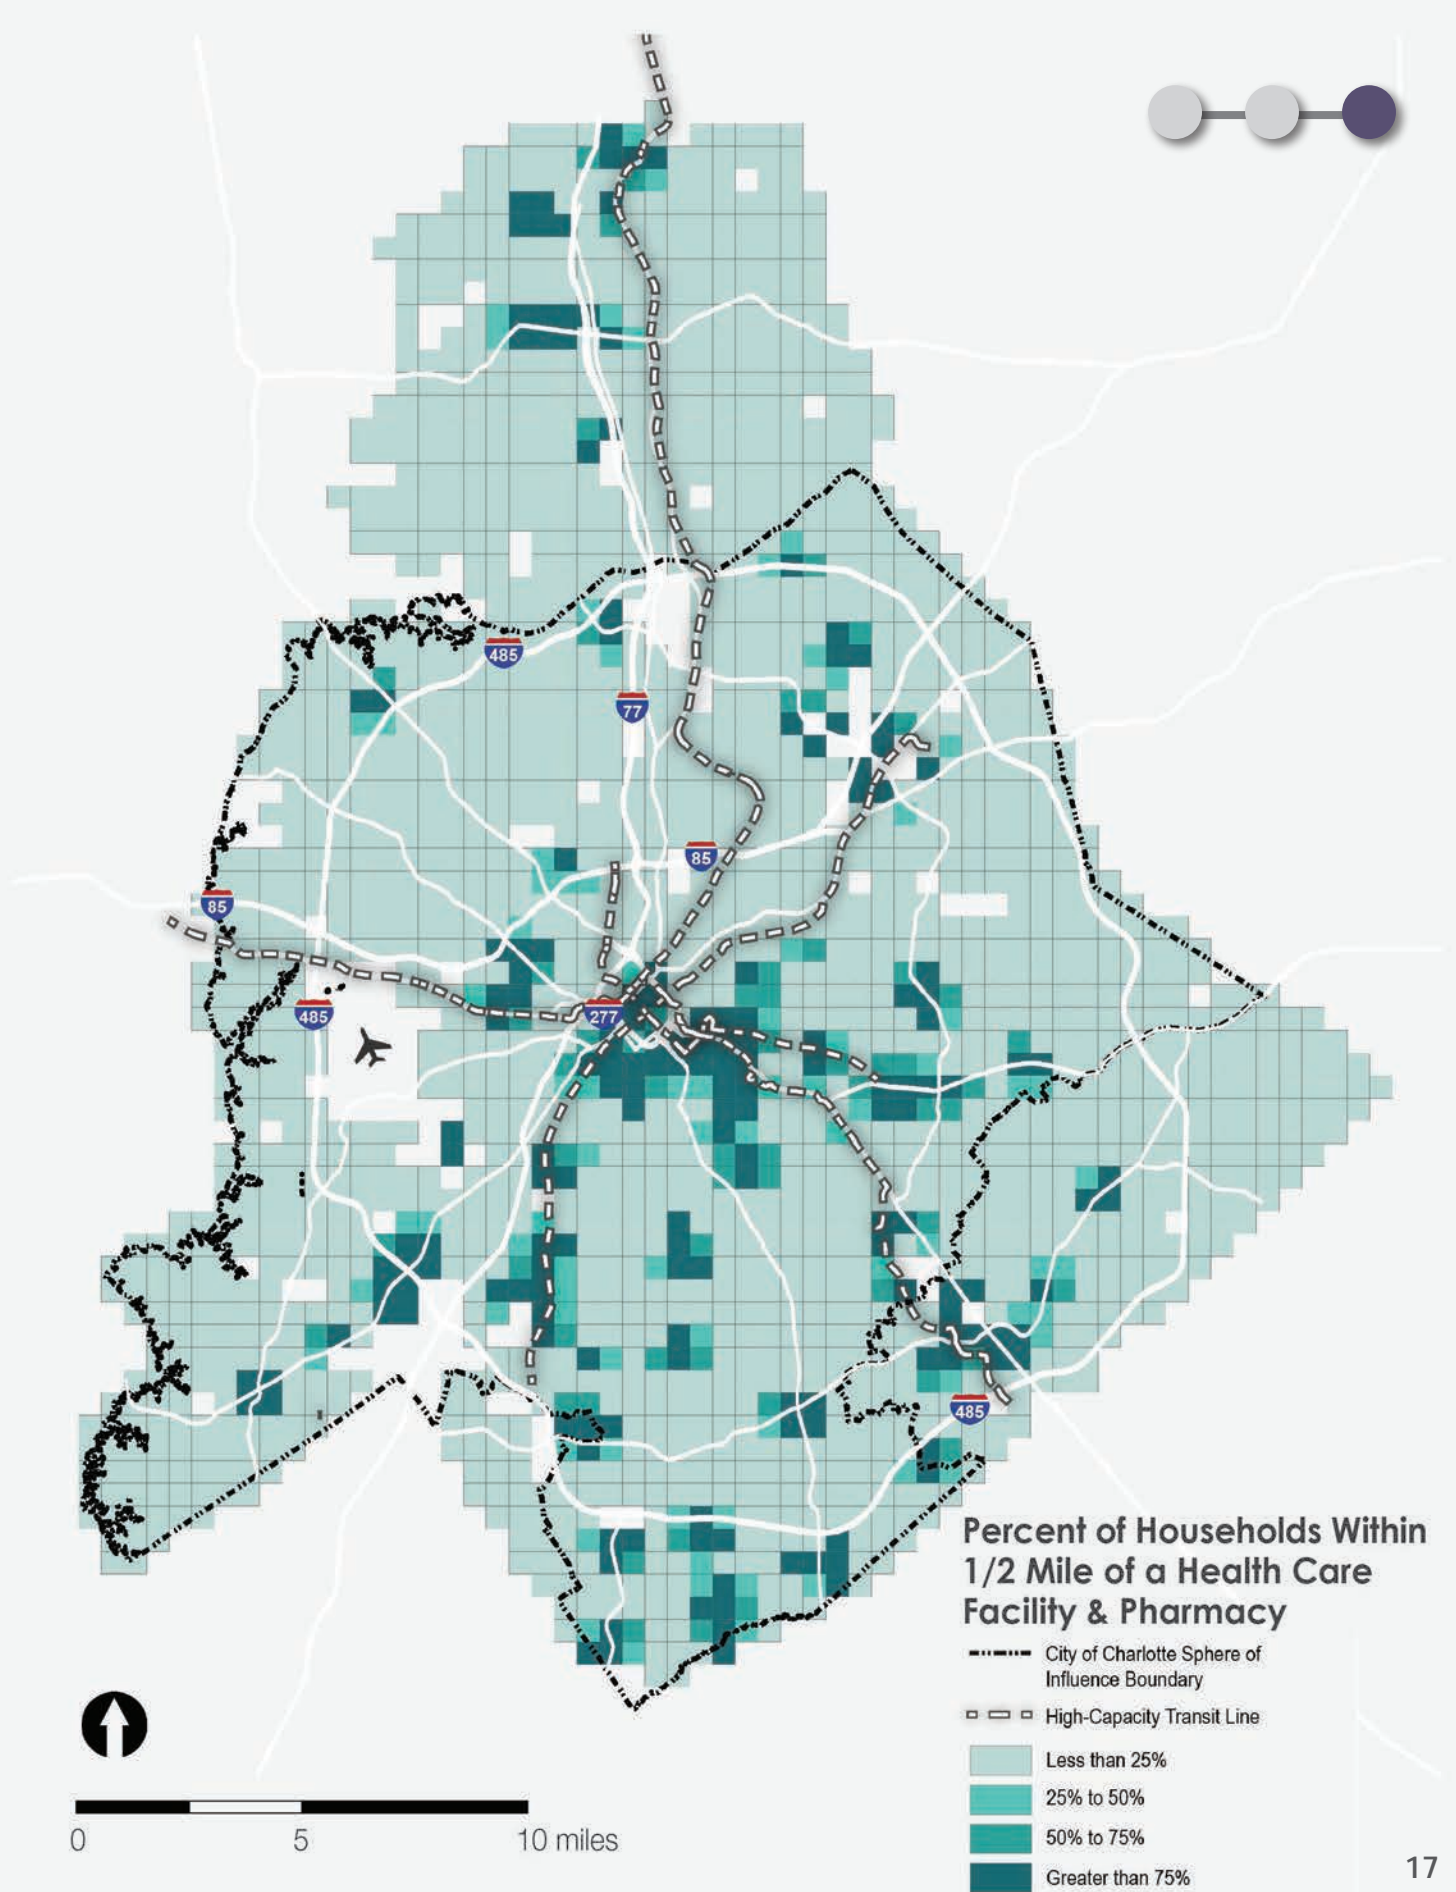 485
77
85
85
277
485
485
Percent of Households Within
1/2 Mile of a Health Care
Facility & Pharmacy
City of Charlotte Sphere of
Influence Boundary
High-Capacity Transit Line
Less than 25%
25% to 50%
50% to 75%
Greater than 75%
0 5 10 miles
17